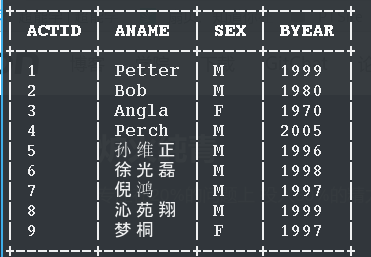 ACTID | ANAME | SEX | BYEAR
1 | Petter | M | 1999
2 | Bob | M | 1980
3 | Angla | F | 1970
4 | Perch | M | 2005
5 | 孙维正 | M | 1996
6 | 徐光磊 | M | 1998
7 | 倪鸿 | M | 1997
8 | 沁苑翔 | M | 1999
9 | 梦桐 | F | 1997